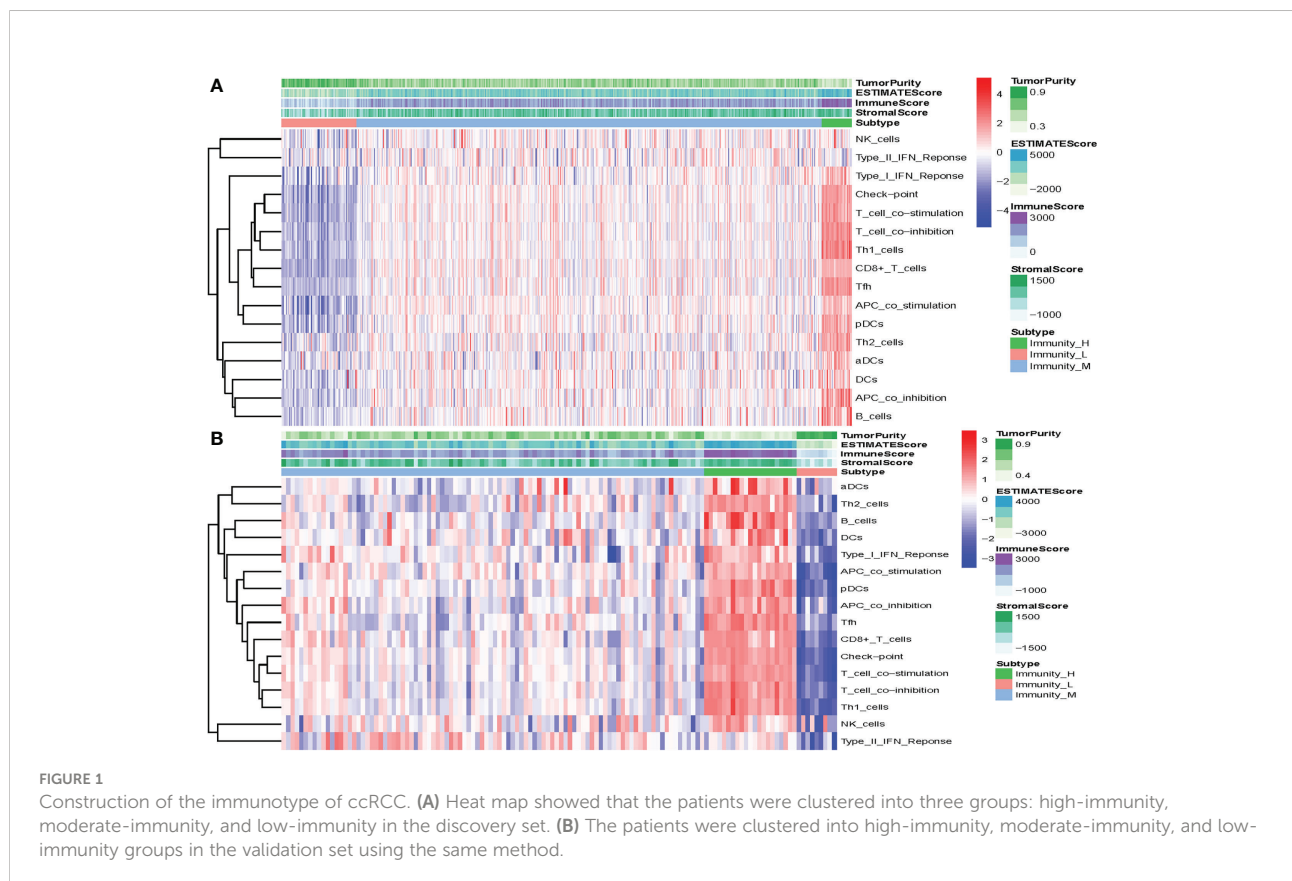 A
TumorPurity
ESTIMATEScore
ImmuneScore
StromalScore
Subtype
NK_cells
Type_II_IFN_Reponse
Type_I_IFN_Reponse
Check−point
T_cell_co−stimulation
T_cell_co−inhibition
Th1_cells
CD8+_T_cells
Tfh
APC_co_stimulation
pDCs
Th2_cells
aDCs
DCs
APC_co_inhibition
B_cells
4
2
0
−2
−4
TumorPurity
0.9
0.3
ESTIMATEScore
5000
−2000
ImmuneScore
3000
0
StromalScore
1500
−1000
Subtype
Immunity_H
Immunity_L
Immunity_M
B
TumorPurity
ESTIMATEScore
ImmuneScore
StromalScore
Subtype
aDCs
Th2_cells
B_cells
DCs
Type_I_IFN_Reponse
APC_co_stimulation
pDCs
APC_co_inhibition
Tfh
CD8+_T_cells
Check−point
T_cell_co−stimulation
T_cell_co−inhibition
Th1_cells
NK_cells
Type_II_IFN_Reponse
3
2
1
0
−1
−2
−3
TumorPurity
0.9
0.4
ESTIMATEScore
4000
−3000
ImmuneScore
3000
−1000
StromalScore
1500
−1500
Subtype
Immunity_H
Immunity_L
Immunity_M
FIGURE 1
Construction of the immunotype of ccRCC. (A) Heat map showed that the patients were clustered into three groups: high-immunity,
moderate-immunity, and low-immunity in the discovery set. (B) The patients were clustered into high-immunity, moderate-immunity, and low-
immunity groups in the validation set using the same method.